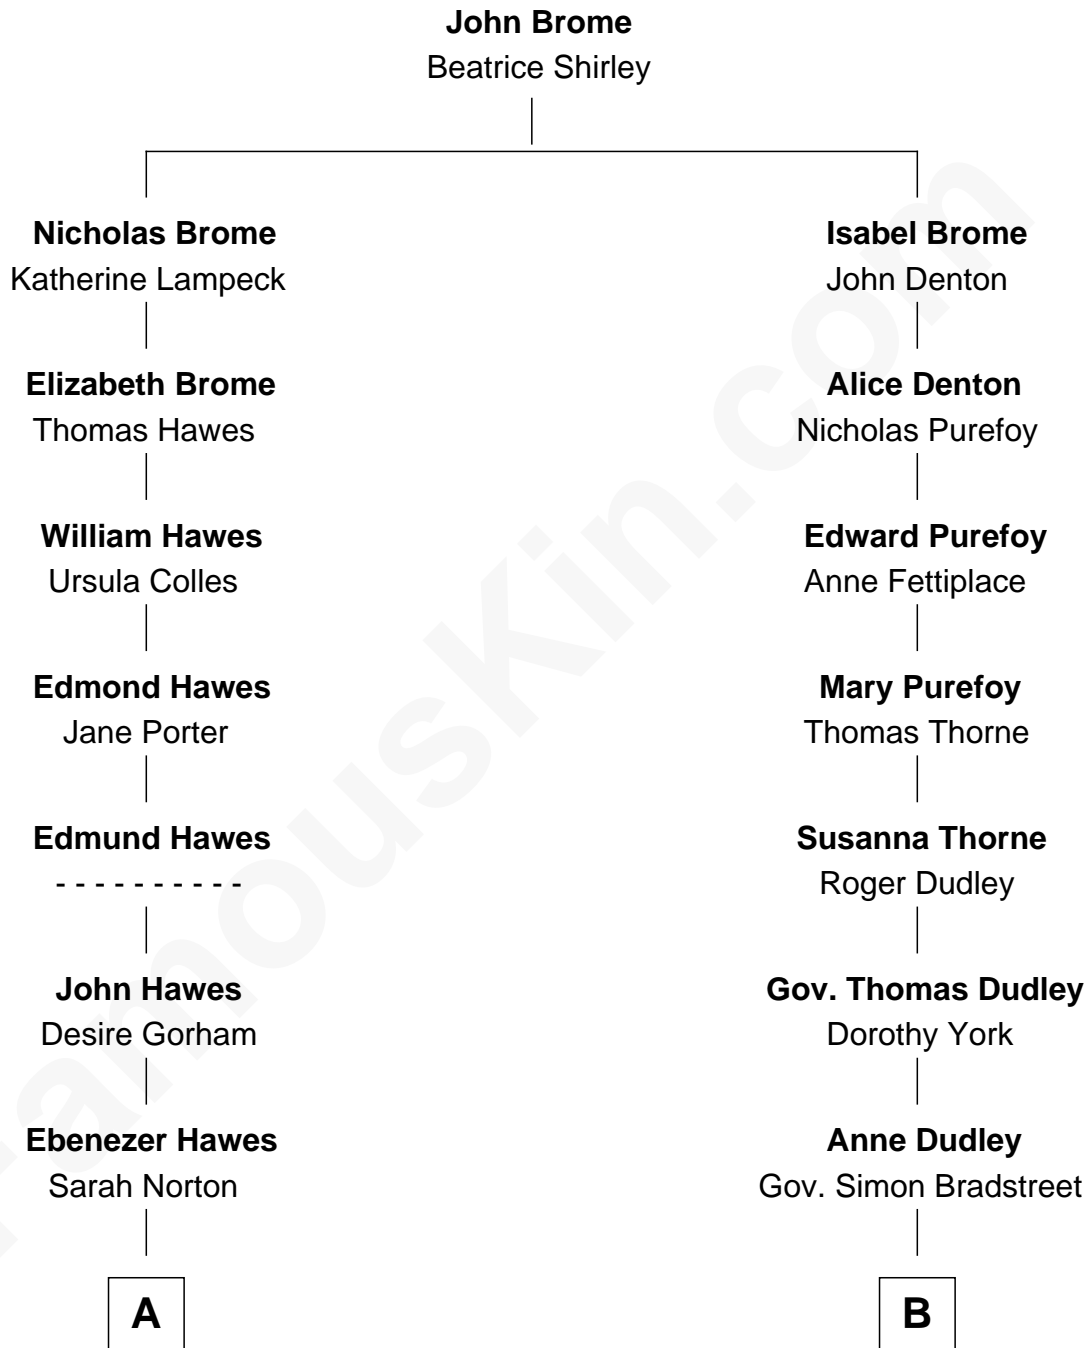 John Brome
Beatrice Shirley
Nicholas Brome
Katherine Lampeck
Isabel Brome
John Denton
Elizabeth Brome
Thomas Hawes
Alice Denton
Nicholas Purefoy
William Hawes
Ursula Colles
Edward Purefoy
Anne Fettiplace
Edmond Hawes
Jane Porter
Mary Purefoy
Thomas Thorne
Edmund Hawes
- - - - - - - - - -
Susanna Thorne
Roger Dudley
John Hawes
Desire Gorham
Gov. Thomas Dudley
Dorothy York
Ebenezer Hawes
Sarah Norton
Anne Dudley
Gov. Simon Bradstreet
A
B
FamousKin.com